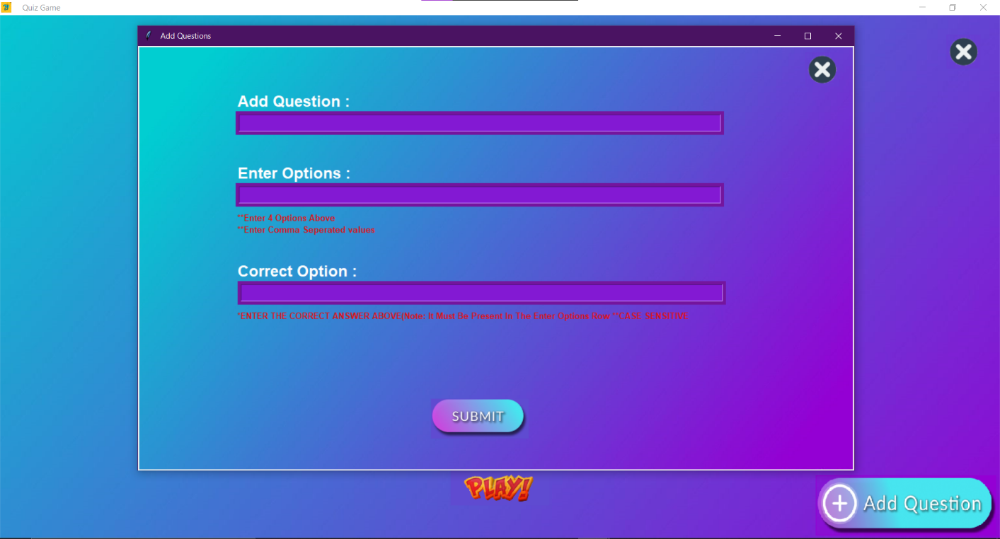 Quiz Game
Add Questions
Add Question :
Enter Options :
**Enter 4 Options Above
**Enter Comma Seperated values
Correct Option :
*ENTER THE CORRECT ANSWER ABOVE(Note: It Must Be Present In The Enter Options Row **CASE SENSITIVE
SUBMIT
PLAY!
Add Question